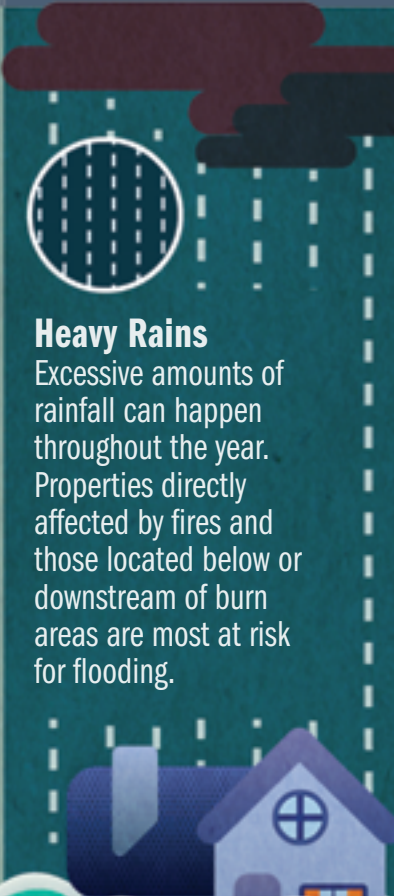 Heavy Rains
Excessive amounts of
rainfall can happen
throughout the year.
Properties directly
affected by fires and
those located below or
downstream of burn
areas are most at risk
for flooding.